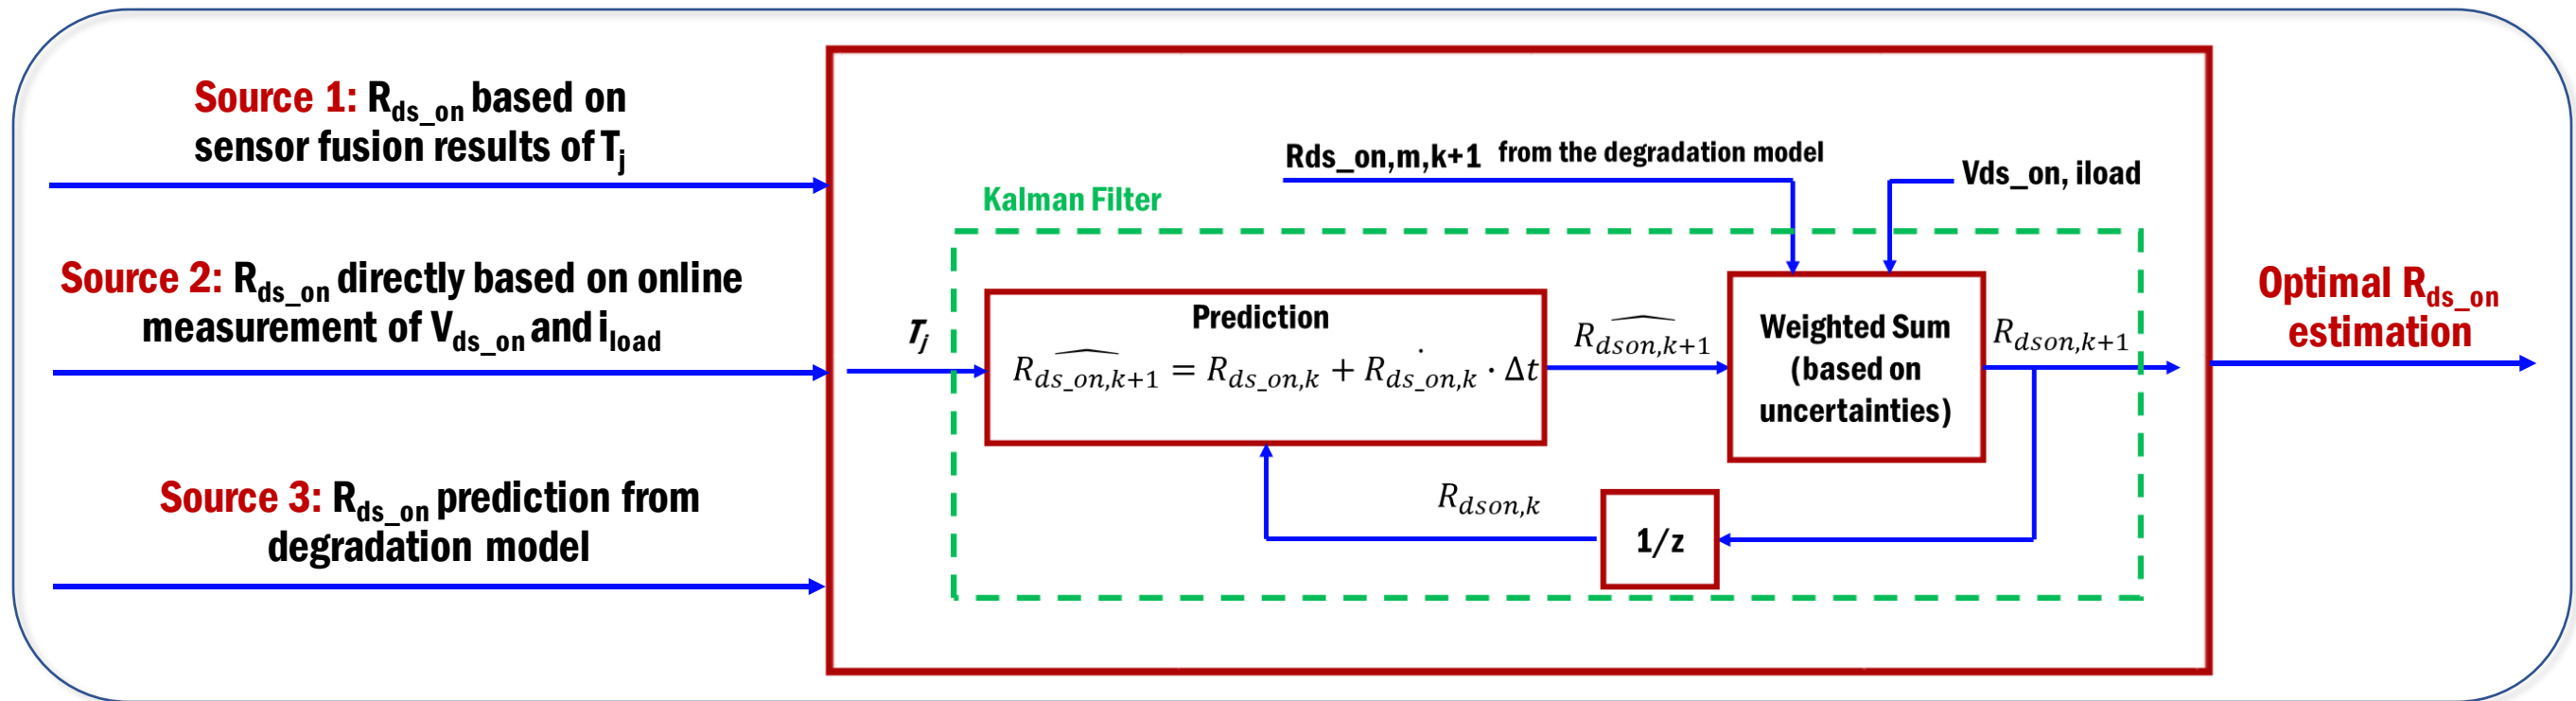 Source 1: Rds_on based on
sensor fusion results of Tj
Source 2: Rds_on directly based on online
measurement of Vds_on and iload
Source 3: Rds_on prediction from
degradation model
Rds_on,m,k+1 from the degradation model
Vds_on, iload
Kalman Filter
Tj
Prediction
R̂ds_on,k+1 = Rds_on,k + Ṙds_on,k · Δt
R̂dson,k+1
Weighted Sum
(based on
uncertainties)
Rdson,k+1
Rdson,k
1/z
Optimal Rds_on
estimation